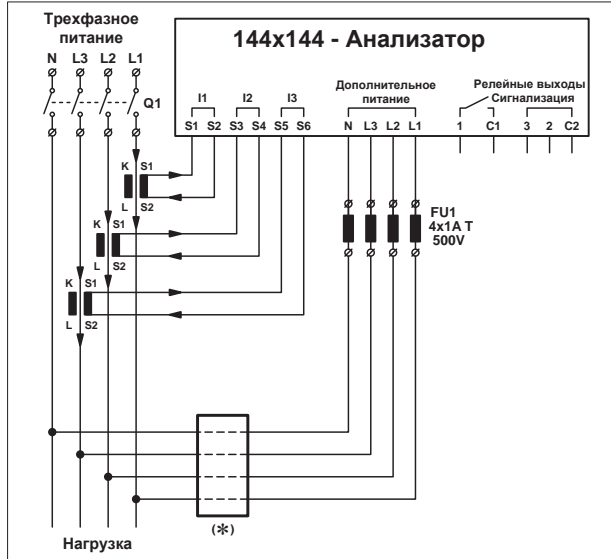 Трехфазное
питание
N L3 L2 L1
Q1
144x144 - Анализатор
I1 I2 I3
S1 S2 S3 S4 S5 S6
Дополнительное
питание
N L3 L2 L1
Релейные выходы
Сигнализация
1 C1 3 2 C2
K S1
L S2
K S1
L S2
K S1
L S2
FU1
4x1A T
500V
(*)
Нагрузка